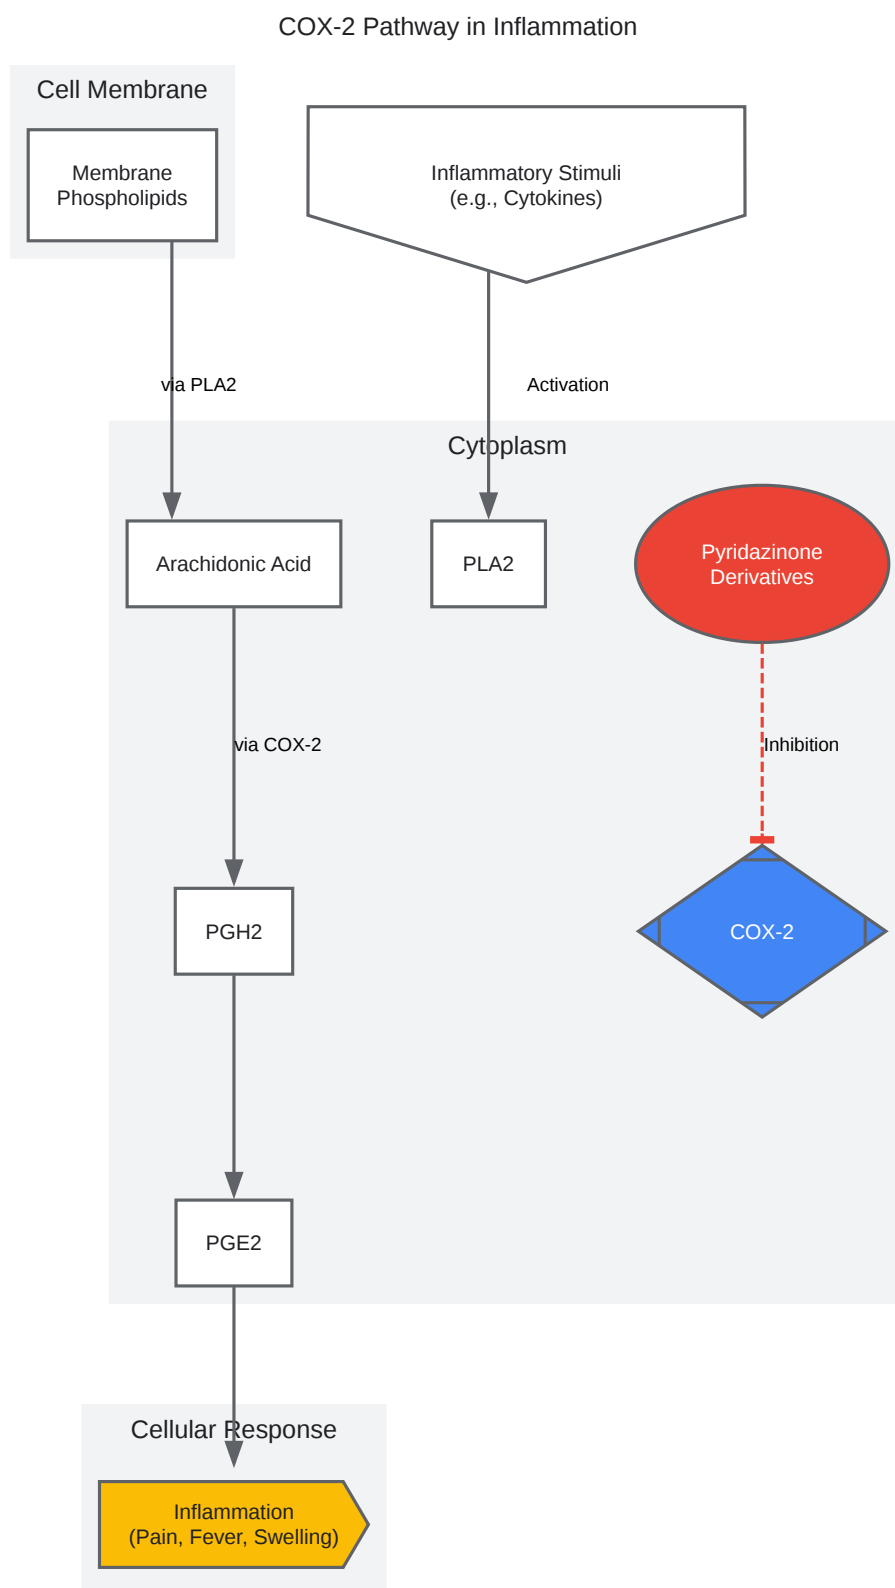 COX-2 Pathway in Inflammation
Cell Membrane
Membrane
Phospholipids
Inflammatory Stimuli
(e.g., Cytokines)
via PLA2
Activation
Cytoplasm
Arachidonic Acid
PLA2
Pyridazinone
Derivatives
via COX-2
Inhibition
PGH2
COX-2
PGE2
Cellular Response
Inflammation
(Pain, Fever, Swelling)